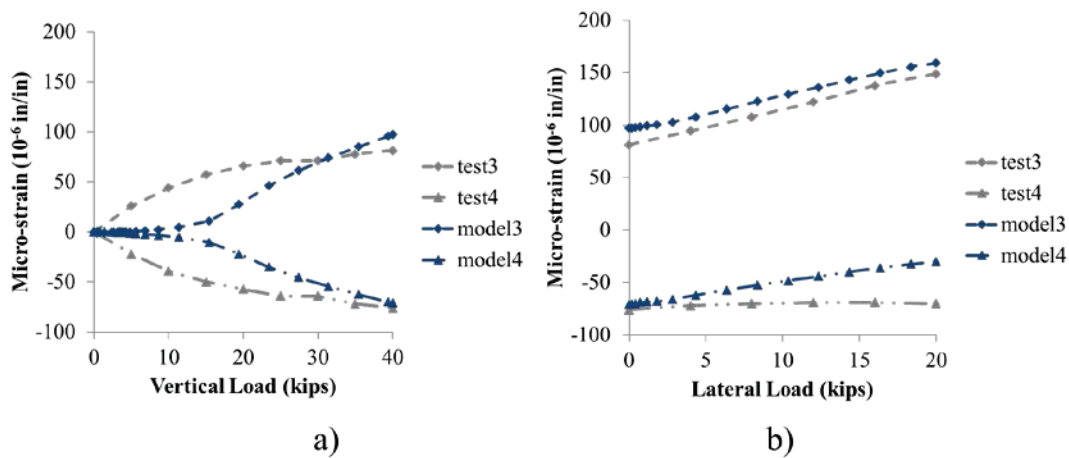 200
150
100
50
0
-50
-100
Micro-strain (10⁻⁶ in/in)
0 10 20 30 40
Vertical Load (kips)
test3
test4
model3
model4
a)
200
150
100
50
0
-50
-100
Micro-strain (10⁻⁶ in/in)
0 5 10 15 20
Lateral Load (kips)
test3
test4
model3
model4
b)